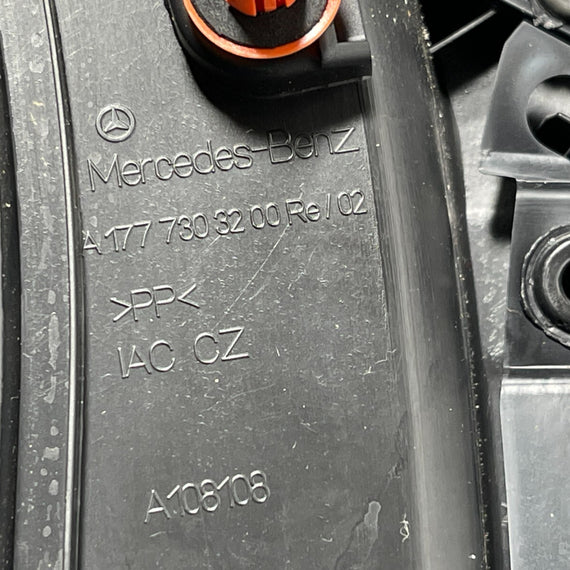 Mercedes-Benz
A 177 730 32 00 Re / 02
>PP<
IAC CZ
A108108